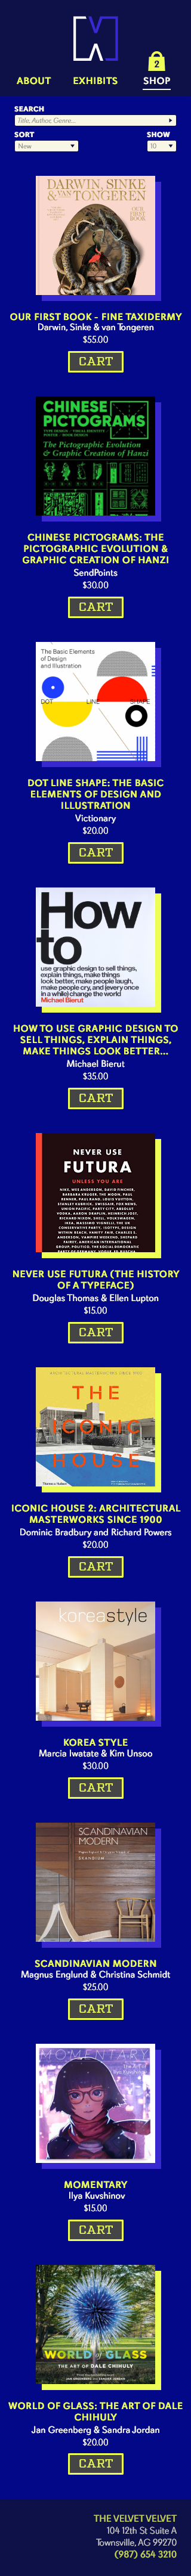 2
ABOUT
EXHIBITS
SHOP
SEARCH
Title, Author, Genre...
SORT
SHOW
New
10
DARWIN, SINKE
& VAN TONGEREN
OUR
FIRST
BOOK
OUR FIRST BOOK - FINE TAXIDERMY
Darwin, Sinke & van Tongeren
$55.00
CART
CHINESE
PICTOGRAMS
The Pictographic Evolution
& Graphic Creation of Hanzi
CHINESE PICTOGRAMS: THE
PICTOGRAPHIC EVOLUTION &
GRAPHIC CREATION OF HANZI
SendPoints
$30.00
CART
The Basic Elements
of Design
and Illustration
DOT
LINE
SHAPE
DOT LINE SHAPE: THE BASIC
ELEMENTS OF DESIGN AND
ILLUSTRATION
Victionary
$20.00
CART
How
to
use graphic design to sell things,
explain things, make things
look better, make people laugh,
make people cry, and (every once
in a while) change the world
Michael Bierut
HOW TO USE GRAPHIC DESIGN TO
SELL THINGS, EXPLAIN THINGS,
MAKE THINGS LOOK BETTER...
Michael Bierut
$35.00
CART
NEVER USE
FUTURA
UNLESS YOU ARE
NEVER USE FUTURA (THE HISTORY
OF A TYPEFACE)
Douglas Thomas & Ellen Lupton
$15.00
CART
ARCHITECTURAL MASTERWORKS SINCE 1900
THE
ICONIC
HOUSE
ICONIC HOUSE 2: ARCHITECTURAL
MASTERWORKS SINCE 1900
Dominic Bradbury and Richard Powers
$20.00
CART
koreastyle
KOREA STYLE
Marcia Iwatate & Kim Unsoo
$30.00
CART
SCANDINAVIAN
MODERN
SCANDINAVIAN MODERN
Magnus Englund & Christina Schmidt
$25.00
CART
MOMENTARY
MOMENTARY
Ilya Kuvshinov
$15.00
CART
WORLD OF GLASS
THE ART OF DALE CHIHULY
WORLD OF GLASS: THE ART OF DALE
CHIHULY
Jan Greenberg & Sandra Jordan
$20.00
CART
THE VELVET VELVET
104 12th St Suite A
Townsville, AG 99270
(987) 654 3210